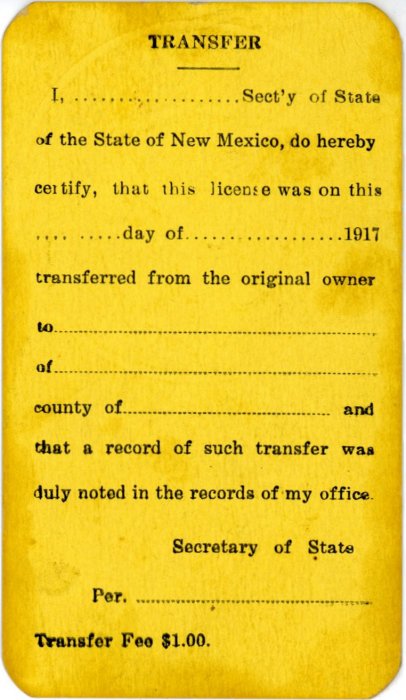 TRANSFER
I, ..................... Sect'y of State
of the State of New Mexico, do hereby
certify, that this license was on this
.... ..... day of .................. 1917
transferred from the original owner
to ........................................
of ........................................
county of .......................... and
that a record of such transfer was
duly noted in the records of my office.
Secretary of State
Per. ..............................
Transfer Fee $1.00.